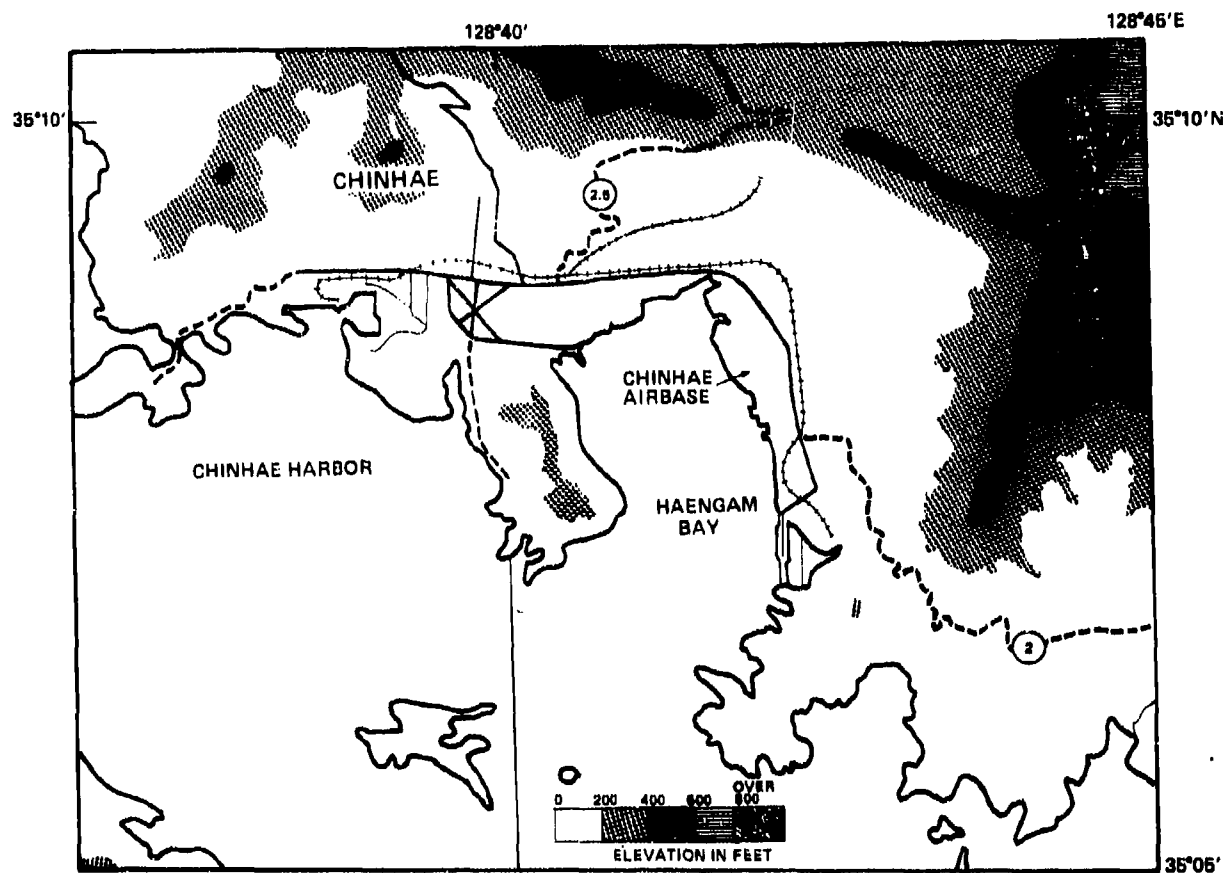 128°40'
128°45'E
35°10'
35°10'N
CHINHAE
2.5
CHINHAE
AIRBASE
CHINHAE HARBOR
HAENGAM
BAY
2
OVER
0 200 400 600 800
ELEVATION IN FEET
35°05'